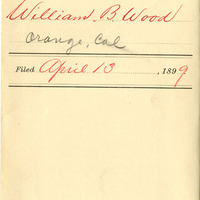 William B. Wood
Orange, Cal
Filed April 13, 1899